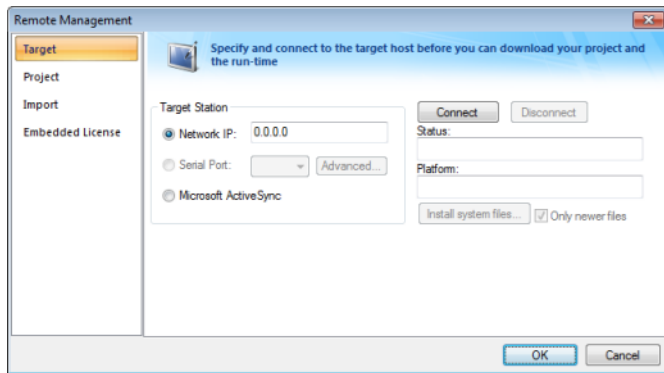 Remote Management
Target
Project
Import
Embedded License
Specify and connect to the target host before you can download your project and
the run-time
Target Station
Network IP: 0.0.0.0
Serial Port: Advanced...
Microsoft ActiveSync
Connect Disconnect
Status:
Platform:
Install system files... Only newer files
OK Cancel